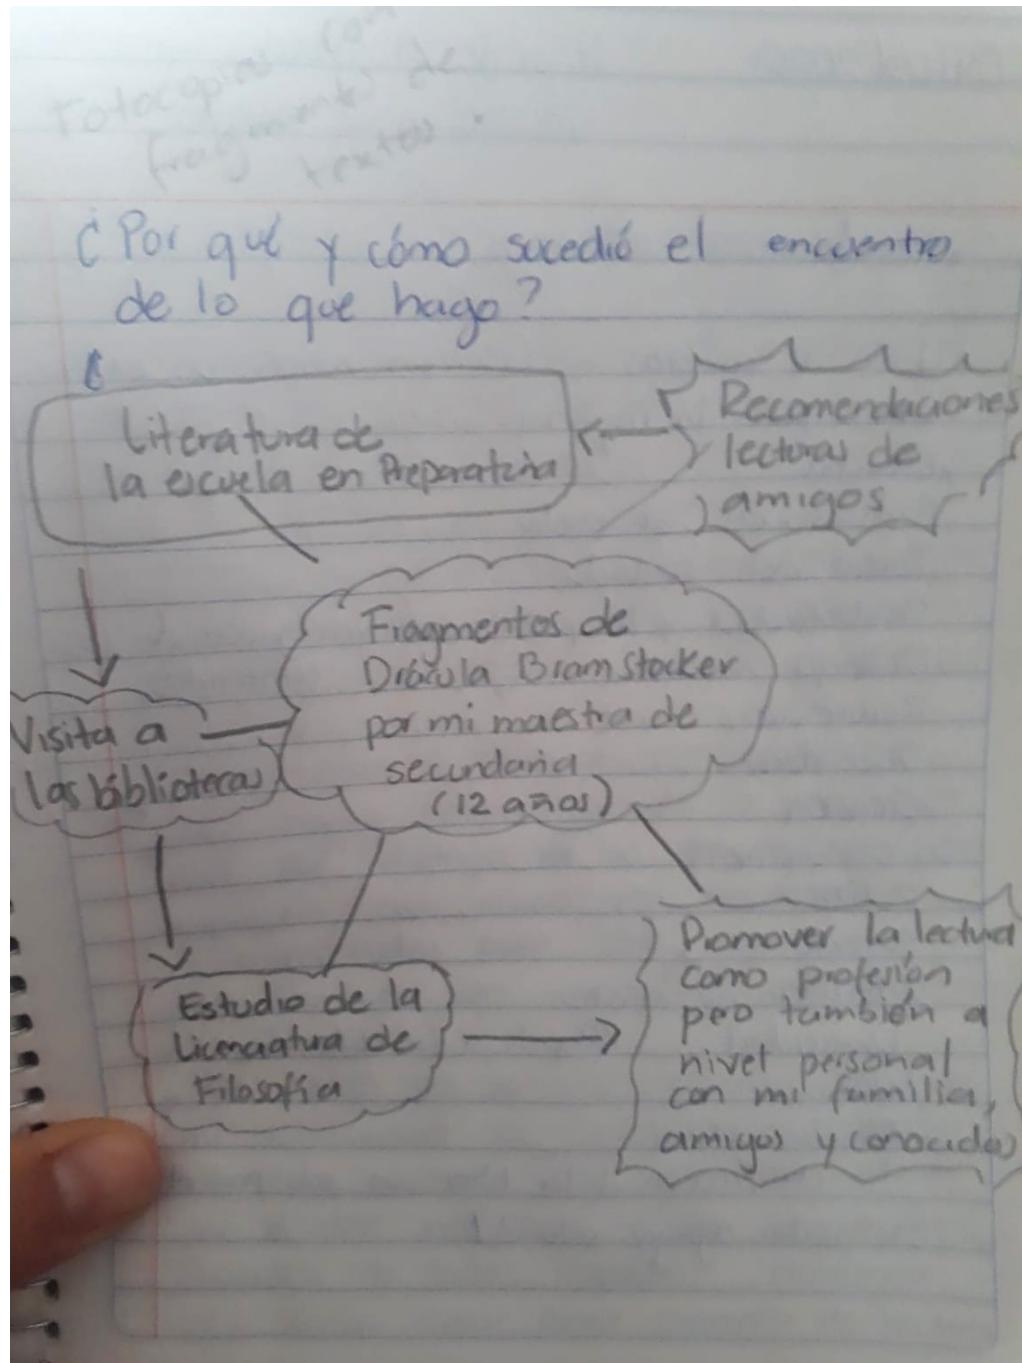 Fotocopias con
fragmentos de
textos.
¿Por qué y cómo sucedió el encuentro
de lo que hago?
Literatura de
la escuela en Preparatoria
Recomendaciones
lecturas de
amigos
Fragmentos de
Drácula Bram Stocker
por mi maestra de
secundaria
(12 años)
Visita a
las bibliotecas
Estudio de la
Licenciatura de
Filosofía
Promover la lectura
como profesión
pero también a
nivel personal
con mi familia,
amigos y conocidos